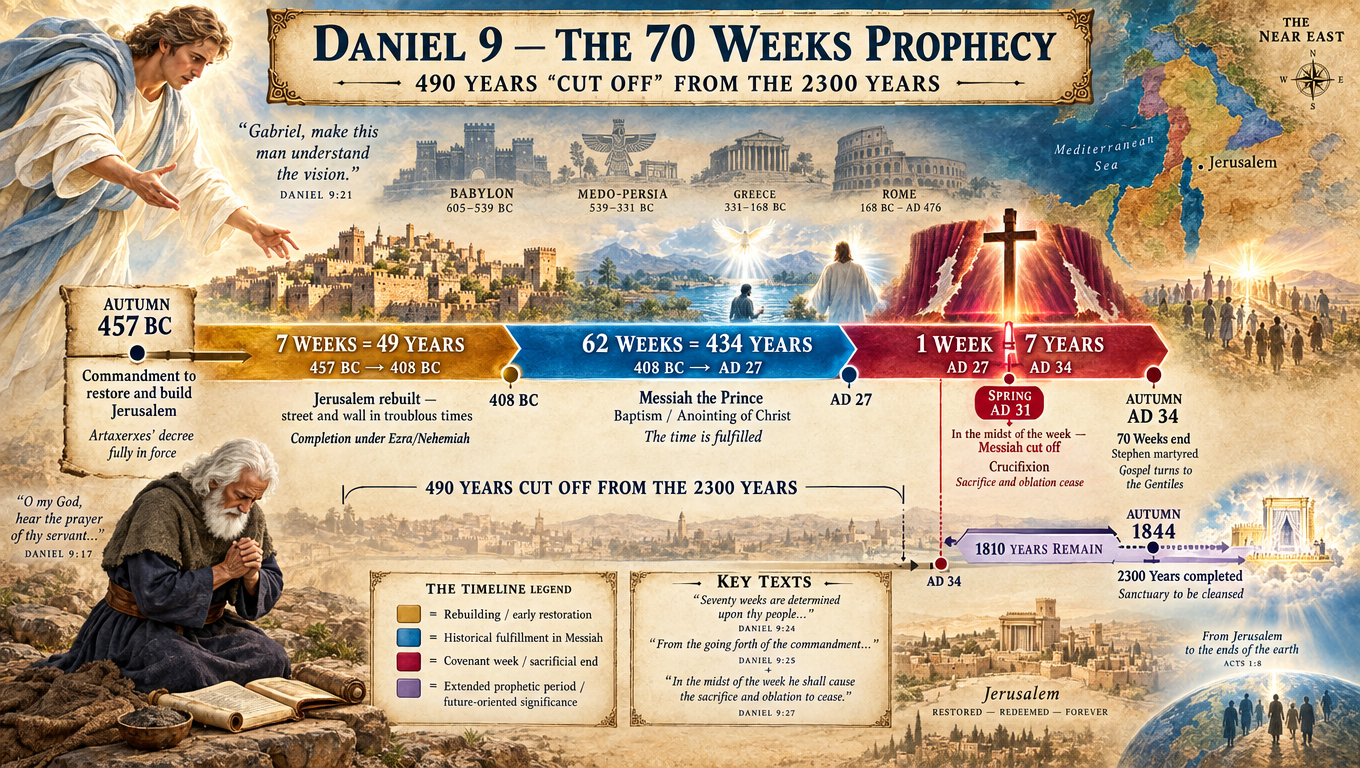 DANIEL 9 — THE 70 WEEKS PROPHECY
490 YEARS “CUT OFF” FROM THE 2300 YEARS
THE
NEAR EAST
N
W E
S
Mediterranean
Sea
Jerusalem
“Gabriel, make this
man understand
the vision.”
DANIEL 9:21
BABYLON
605–539 BC
MEDO-PERSIA
539–331 BC
GREECE
331–168 BC
ROME
168 BC – AD 476
AUTUMN
457 BC
Commandment to
restore and build
Jerusalem
Artaxerxes’ decree
fully in force
7 WEEKS = 49 YEARS
457 BC → 408 BC
Jerusalem rebuilt —
street and wall in troublous times
Completion under Ezra/Nehemiah
408 BC
62 WEEKS = 434 YEARS
408 BC → AD 27
Messiah the Prince
Baptism / Anointing of Christ
The time is fulfilled
AD 27
1 WEEK = 7 YEARS
AD 27 AD 34
SPRING
AD 31
In the midst of the week —
Messiah cut off
Crucifixion
Sacrifice and oblation cease
AUTUMN
AD 34
70 Weeks end
Stephen martyred
Gospel turns to
the Gentiles
“O my God,
hear the prayer
of thy servant...”
DANIEL 9:17
490 YEARS CUT OFF FROM THE 2300 YEARS
AD 34
1810 YEARS REMAIN
AUTUMN
1844
2300 Years completed
Sanctuary to be cleansed
THE TIMELINE LEGEND
= Rebuilding / early restoration
= Historical fulfillment in Messiah
= Covenant week / sacrificial end
= Extended prophetic period /
future-oriented significance
KEY TEXTS
“Seventy weeks are determined
upon thy people...”
DANIEL 9:24
“From the going forth of the commandment...”
DANIEL 9:25
+
“In the midst of the week he shall cause
the sacrifice and oblation to cease.”
DANIEL 9:27
Jerusalem
RESTORED — REDEEMED — FOREVER
From Jerusalem
to the ends of the earth
ACTS 1:8